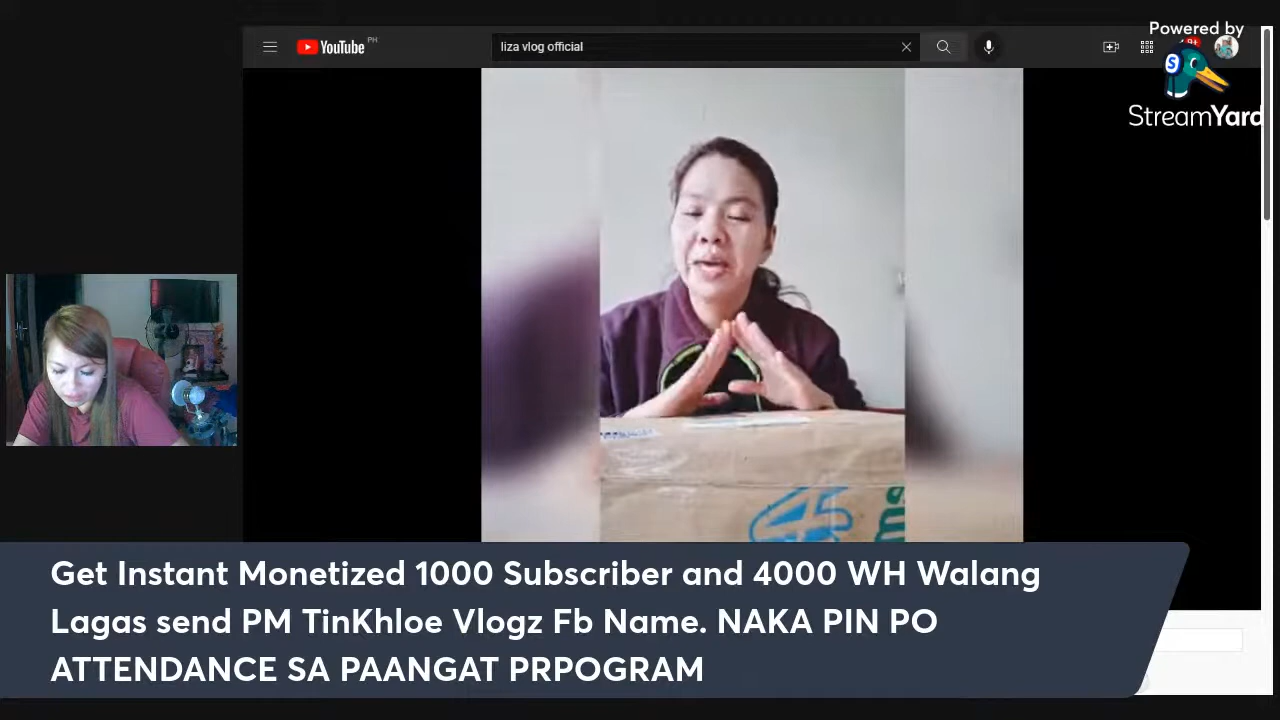 Powered by
StreamYard
YouTube PH
liza vlog official
9+
Get Instant Monetized 1000 Subscriber and 4000 WH Walang
Lagas send PM TinKhloe Vlogz Fb Name. NAKA PIN PO
ATTENDANCE SA PAANGAT PRPOGRAM